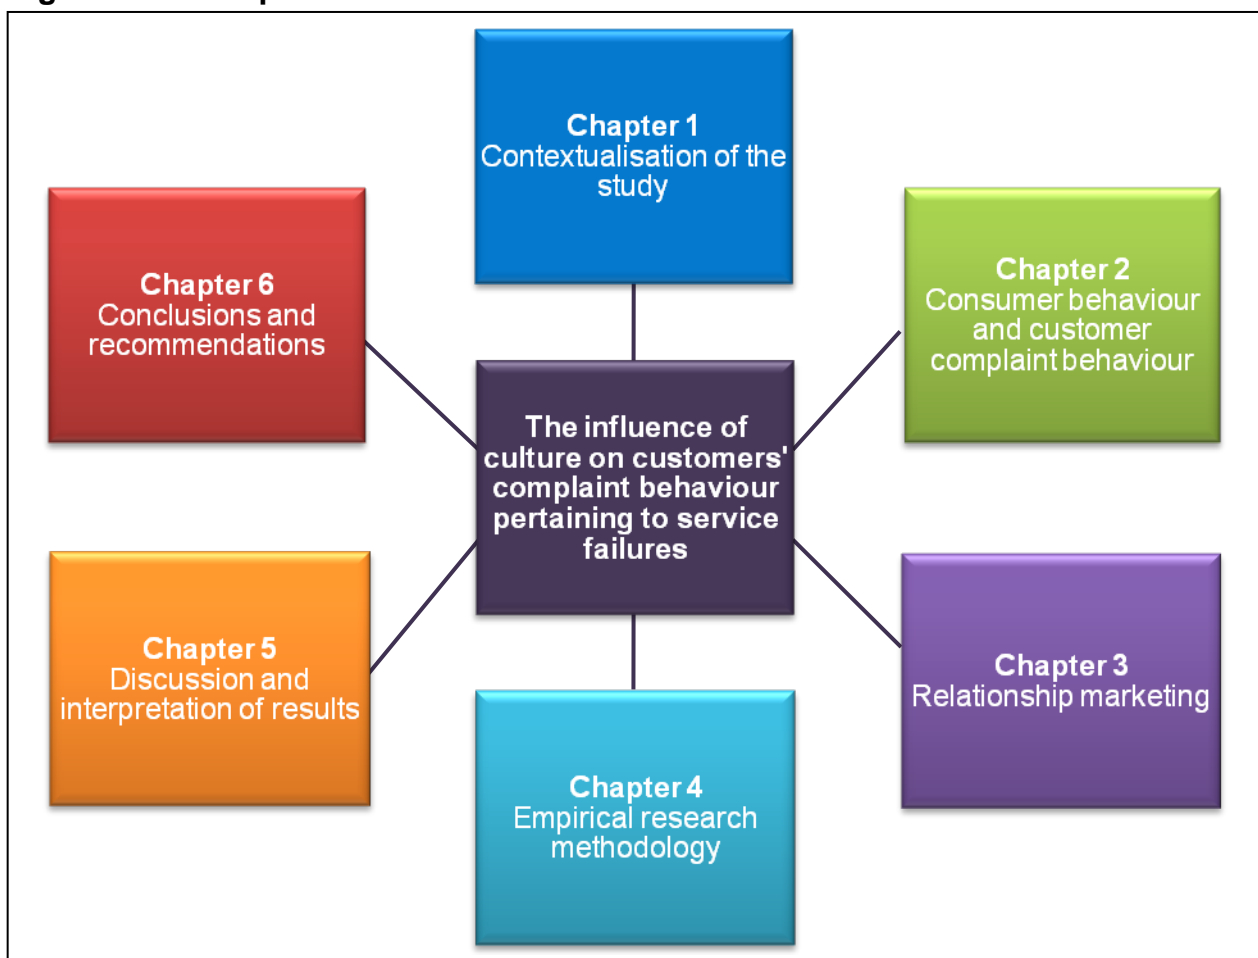 Chapter 1
Contextualisation of the
study
Chapter 2
Consumer behaviour
and customer
complaint behaviour
Chapter 3
Relationship marketing
Chapter 4
Empirical research
methodology
Chapter 5
Discussion and
interpretation of results
Chapter 6
Conclusions and
recommendations
The influence of
culture on customers'
complaint behaviour
pertaining to service
failures